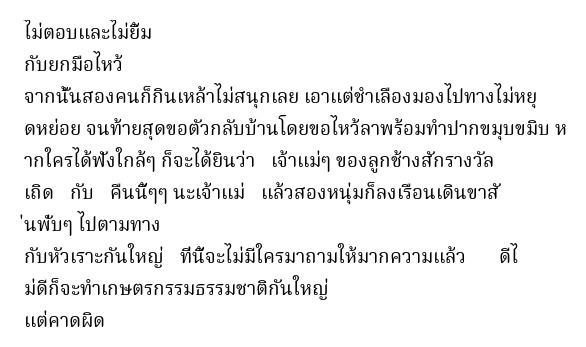 ไม่ตอบและไม่ยิ้ม
กับยกมือไหว้
จากนั้นสองคนก็กินเหล้าไม่สนุกเลย เอาแต่ชำเลืองมองไปทางไม่หยุ
ดหย่อย จนท้ายสุดขอตัวกลับบ้านโดยขอไหว้ลาพร้อมทำปากขมุบขมิบ ห
ากใครได้ฟังใกล้ๆ ก็จะได้ยินว่า เจ้าแม่ๆ ของลูกช้างสักรางวัล
เถิด กับ คืนนี้ๆๆ นะเจ้าแม่ แล้วสองหนุ่มก็ลงเรือนเดินขาสั
่นพั่บๆ ไปตามทาง
กับหัวเราะกันใหญ่ ทีนี้จะไม่มีใครมาถามให้มากความแล้ว ดีไ
ม่ดีก็จะทำเกษตรกรรมธรรมชาติกันใหญ่
แต่คาดผิด